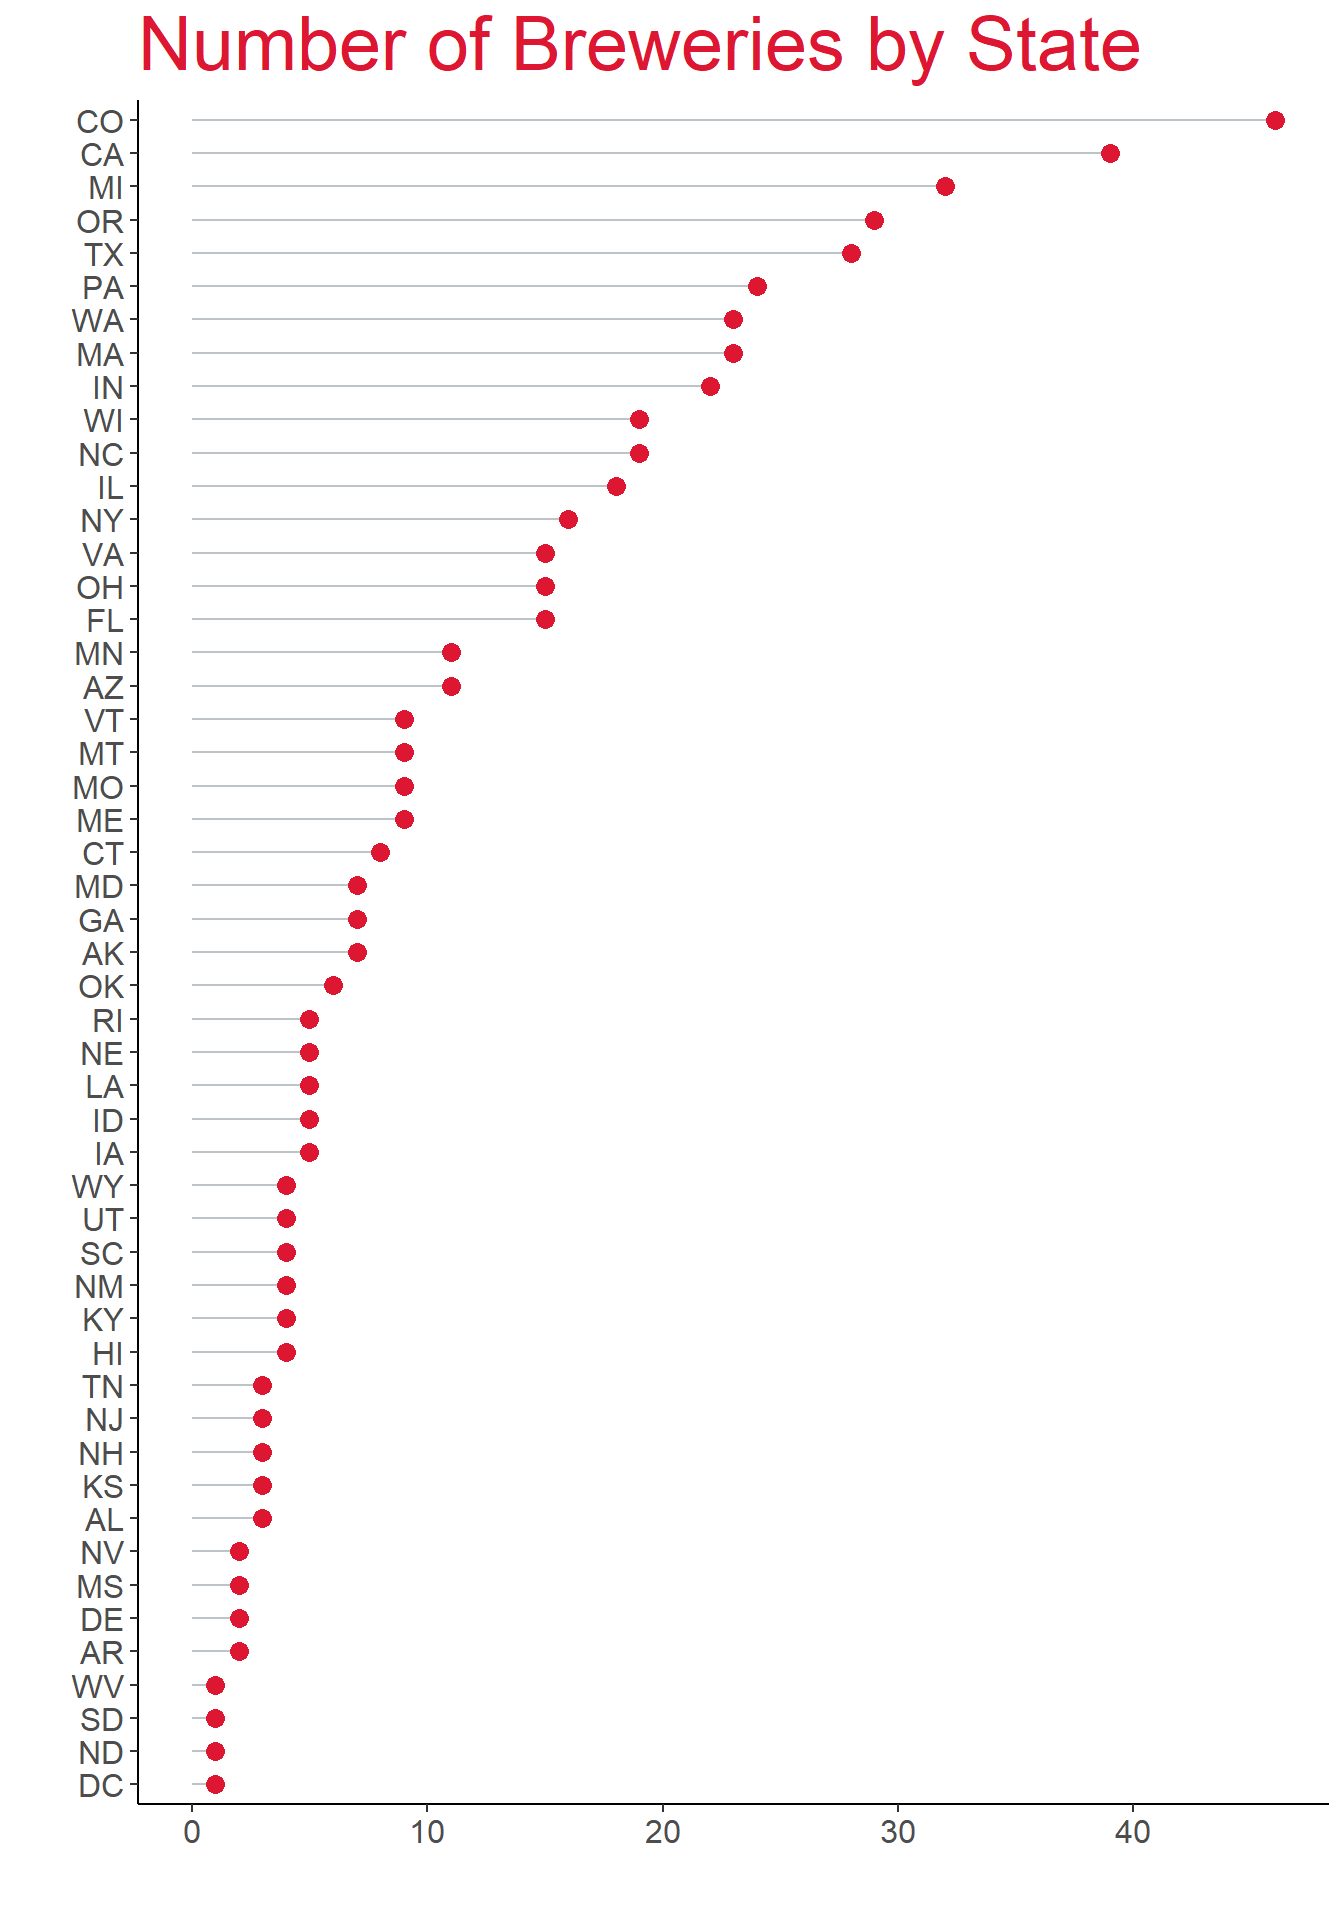 Number of Breweries by State
CO
CA
MI
OR
TX
PA
WA
MA
IN
WI
NC
IL
NY
VA
OH
FL
MN
AZ
VT
MT
MO
ME
CT
MD
GA
AK
OK
RI
NE
LA
ID
IA
WY
UT
SC
NM
KY
HI
TN
NJ
NH
KS
AL
NV
MS
DE
AR
WV
SD
ND
DC
0 10 20 30 40